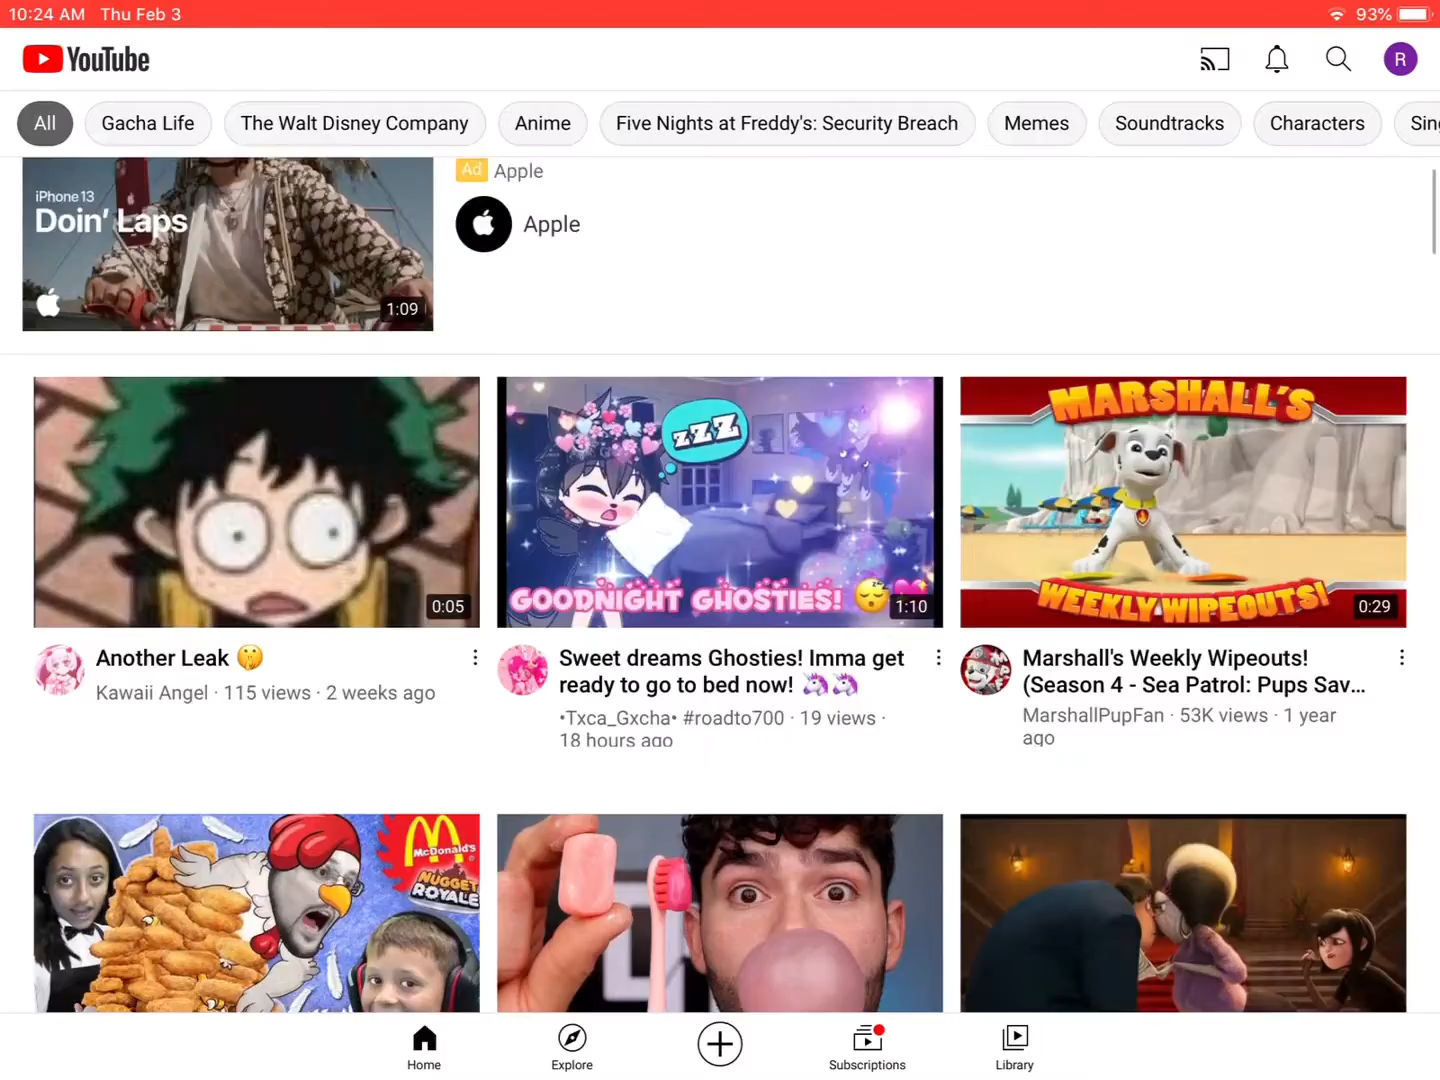 10:24 AM Thu Feb 3
93%
YouTube
R
All
Gacha Life
The Walt Disney Company
Anime
Five Nights at Freddy's: Security Breach
Memes
Soundtracks
Characters
Sing
iPhone 13
Doin' Laps
1:09
Ad Apple
Apple
zzz
GOODNIGHT GHOSTIES!
MARSHALL'S
WEEKLY WIPEOUTS!
0:05
1:10
0:29
Another Leak 🤫
Kawaii Angel · 115 views · 2 weeks ago
Sweet dreams Ghosties! Imma get
ready to go to bed now! 🦄🦄
•Txca_Gxcha• #roadto700 · 19 views ·
18 hours ago
Marshall's Weekly Wipeouts!
(Season 4 - Sea Patrol: Pups Sav...
MarshallPupFan · 53K views · 1 year
ago
McDonald's
NUGGET
ROYALE
Home
Explore
Subscriptions
Library